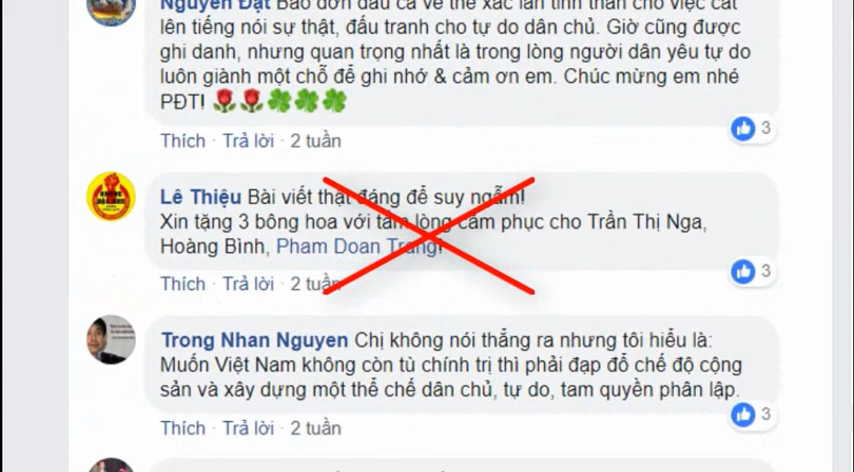 Nguyen Đạt Bao đớn đau cả về thể xác lẫn tinh thần cho việc cất
lên tiếng nói sự thật, đấu tranh cho tự do dân chủ. Giờ cũng được
ghi danh, nhưng quan trọng nhất là trong lòng người dân yêu tự do
luôn giành một chỗ để ghi nhớ & cảm ơn em. Chúc mừng em nhé
PĐT! 🌹🌹🍀🍀🍀
3
Thích · Trả lời · 2 tuần
Lê Thiệu Bài viết thật đáng để suy ngẫm!
Xin tặng 3 bông hoa với tấm lòng cảm phục cho Trần Thị Nga,
Hoàng Bình, Pham Doan Trang!
3
Thích · Trả lời · 2 tuần
Trong Nhan Nguyen Chị không nói thẳng ra nhưng tôi hiểu là:
Muốn Việt Nam không còn tù chính trị thì phải đạp đổ chế độ cộng
sản và xây dựng một thể chế dân chủ, tự do, tam quyền phân lập.
3
Thích · Trả lời · 2 tuần